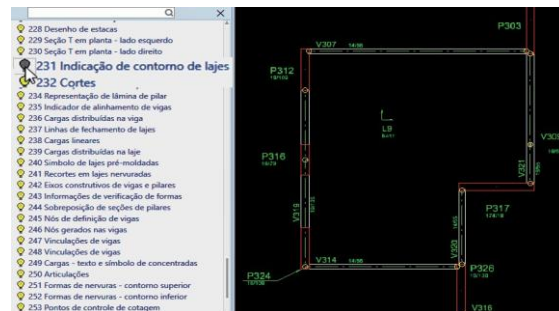 228 Desenho de estacas
229 Seção T em planta - lado esquerdo
230 Seção T em planta - lado direito
231 Indicação de contorno de lajes
232 Cortes
234 Representação de lâmina de pilar
235 Indicador de alinhamento de vigas
236 Cargas distribuídas na viga
237 Linhas de fechamento de lajes
238 Cargas lineares
239 Cargas distribuídas na laje
240 Simbolo de lajes pré-moldadas
241 Recortes em lajes nervuradas
242 Eixos construtivos de vigas e pilares
243 Informações de verificação de formas
244 Sobreposição de seções de pilares
245 Nós de definição de vigas
246 Nós gerados nas vigas
247 Vinculações de vigas
248 Vinculações de vigas
249 Cargas - texto e símbolo de concentradas
250 Articulações
251 Formas de nervuras - contorno superior
252 Formas de nervuras - contorno inferior
253 Pontos de controle de cotagem
P303
V307
P312
L9
V309
P316
V321
V319
P317
V320
V314
P326
P324
V316